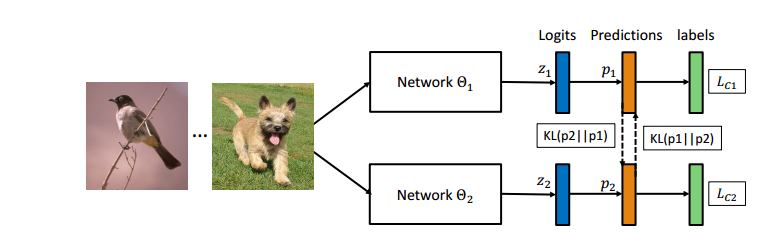 Logits Predictions labels
...
Network Θ1
z1
p1
LC1
KL(p2||p1)
KL(p1||p2)
Network Θ2
z2
p2
LC2